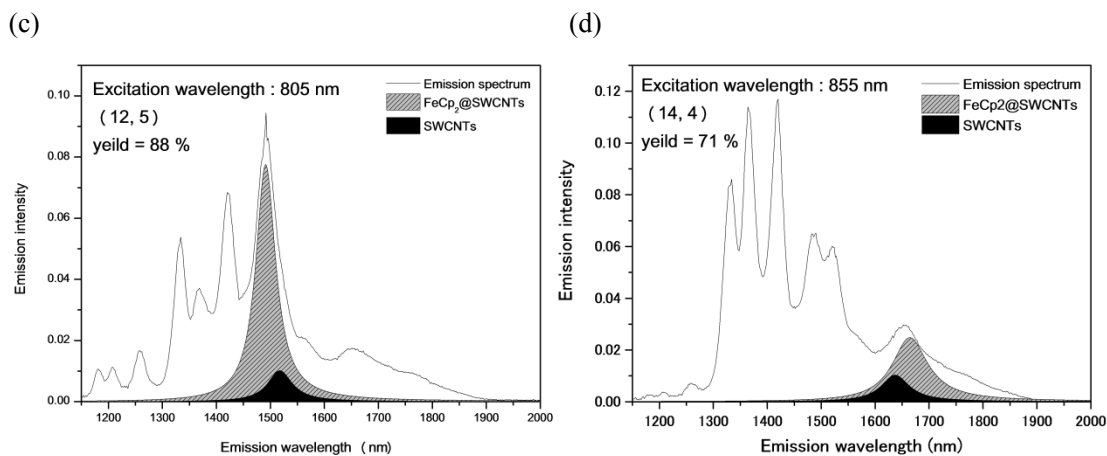 (c)
Excitation wavelength : 805 nm
( 12, 5 )
yeild = 88 %
Emission spectrum
FeCp₂@SWCNTs
SWCNTs
Emission intensity
0.10
0.08
0.06
0.04
0.02
0.00
1200 1300 1400 1500 1600 1700 1800 1900 2000
Emission wavelength ( nm)
(d)
Excitation wavelength : 855 nm
( 14, 4 )
yeild = 71 %
Emission spectrum
FeCp2@SWCNTs
SWCNTs
Emission intensity
0.12
0.10
0.08
0.06
0.04
0.02
0.00
1200 1300 1400 1500 1600 1700 1800 1900 2000
Emission wavelength (nm)